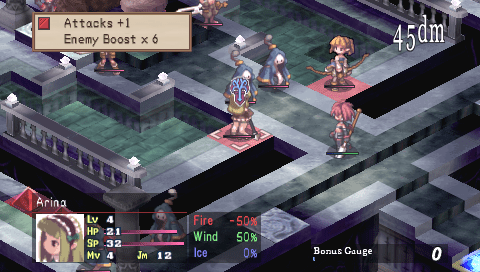 Attacks +1
Enemy Boost x 6
45dm
Arina
Lv 4
HP 21
SP 32
Mv 4 Jm 12
Fire -50%
Wind 50%
Ice 0%
Bonus Gauge 0